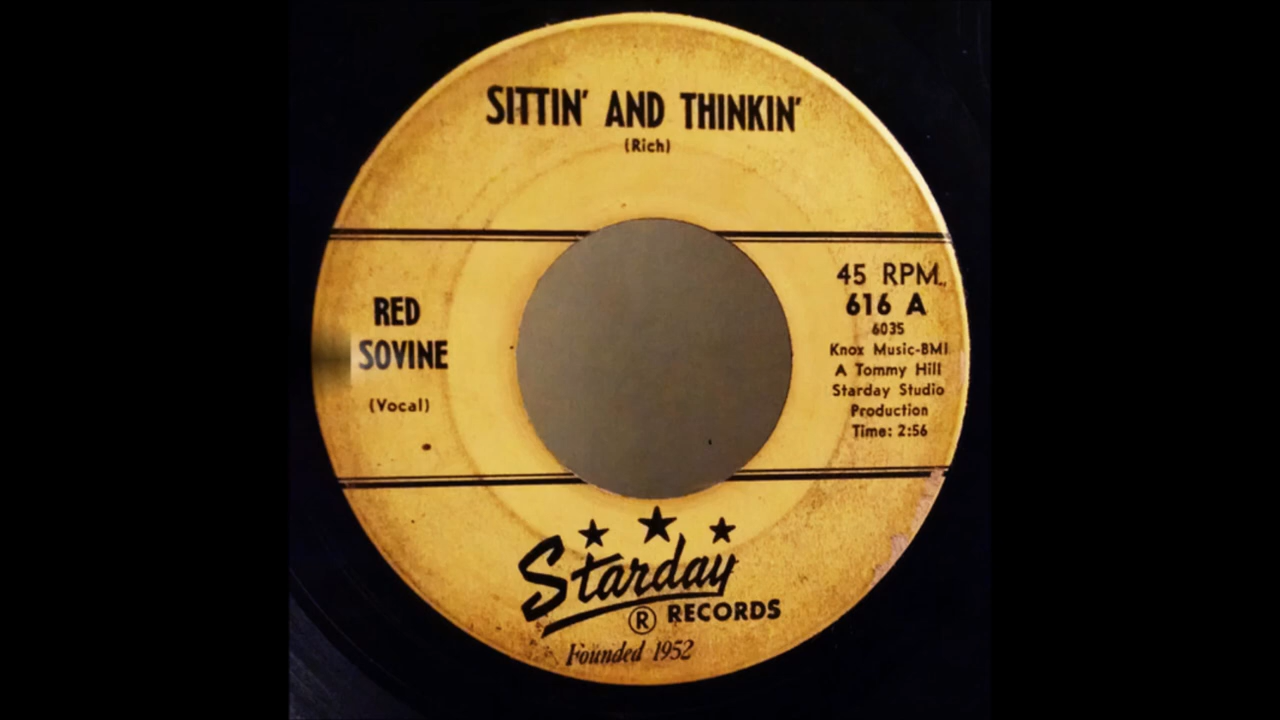 SITTIN' AND THINKIN'
(Rich)
RED
SOVINE
(Vocal)
45 RPM.
616 A
6035
Knox Music-BMI
A Tommy Hill
Starday Studio
Production
Time: 2:56
Starday
® RECORDS
Founded 1952